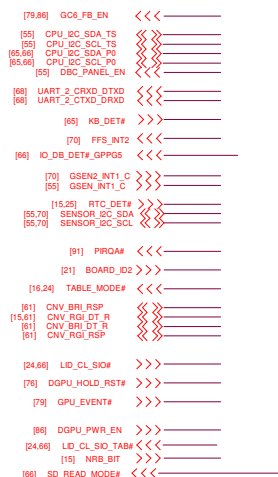 [79,86] GC6_FB_EN
[55] CPU_I2C_SDA_TS
[55] CPU_I2C_SCL_TS
[65,66] CPU_I2C_SDA_P0
[65,66] CPU_I2C_SCL_P0
[55] DBC_PANEL_EN
[68] UART_2_CRXD_DTXD
[68] UART_2_CTXD_DRXD
[65] KB_DET#
[70] FFS_INT2
[66] IO_DB_DET#_GPPG5
[70] GSEN2_INT1_C
[55] GSEN_INT1_C
[15,25] RTC_DET#
[55,70] SENSOR_I2C_SDA
[55,70] SENSOR_I2C_SCL
[91] PIRQA#
[21] BOARD_ID2
[16,24] TABLE_MODE#
[61] CNV_BRI_RSP
[15,61] CNV_RGI_DT_R
[61] CNV_BRI_DT_R
[61] CNV_RGI_RSP
[24,66] LID_CL_SIO#
[76] DGPU_HOLD_RST#
[79] GPU_EVENT#
[86] DGPU_PWR_EN
[24,66] LID_CL_SIO_TAB#
[15] NRB_BIT
[66] SD_READ_MODE#